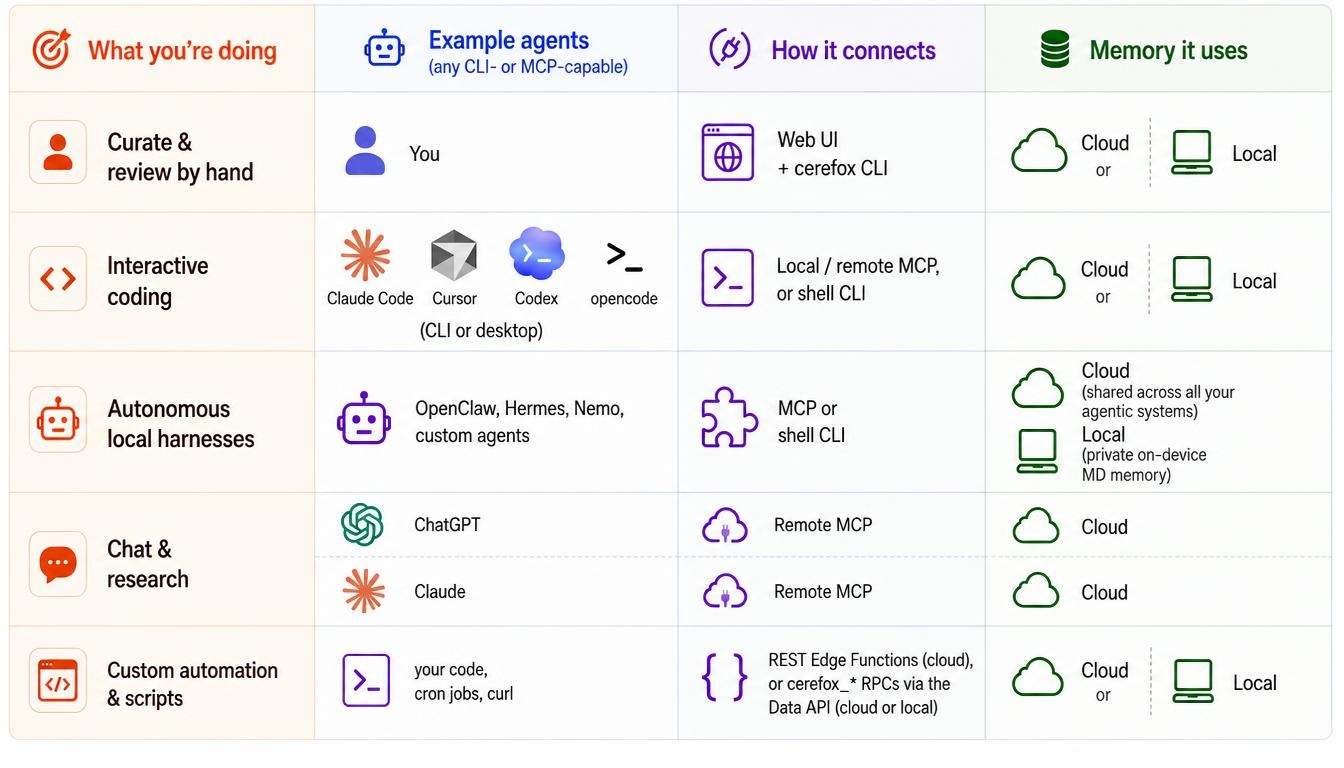 What you're doing
Example agents
(any CLI- or MCP-capable)
How it connects
Memory it uses
Curate &
review by hand
You
Web UI
+ cerefox CLI
Cloud
or
Local
Interactive
coding
Claude Code
Cursor
Codex
opencode
(CLI or desktop)
Local / remote MCP,
or shell CLI
Cloud
or
Local
Autonomous
local harnesses
OpenClaw, Hermes, Nemo,
custom agents
MCP or
shell CLI
Cloud
(shared across all your
agentic systems)
Local
(private on-device
MD memory)
Chat &
research
ChatGPT
Remote MCP
Cloud
Claude
Remote MCP
Cloud
Custom automation
& scripts
your code,
cron jobs, curl
REST Edge Functions (cloud),
or cerefox_* RPCs via the
Data API (cloud or local)
Cloud
or
Local